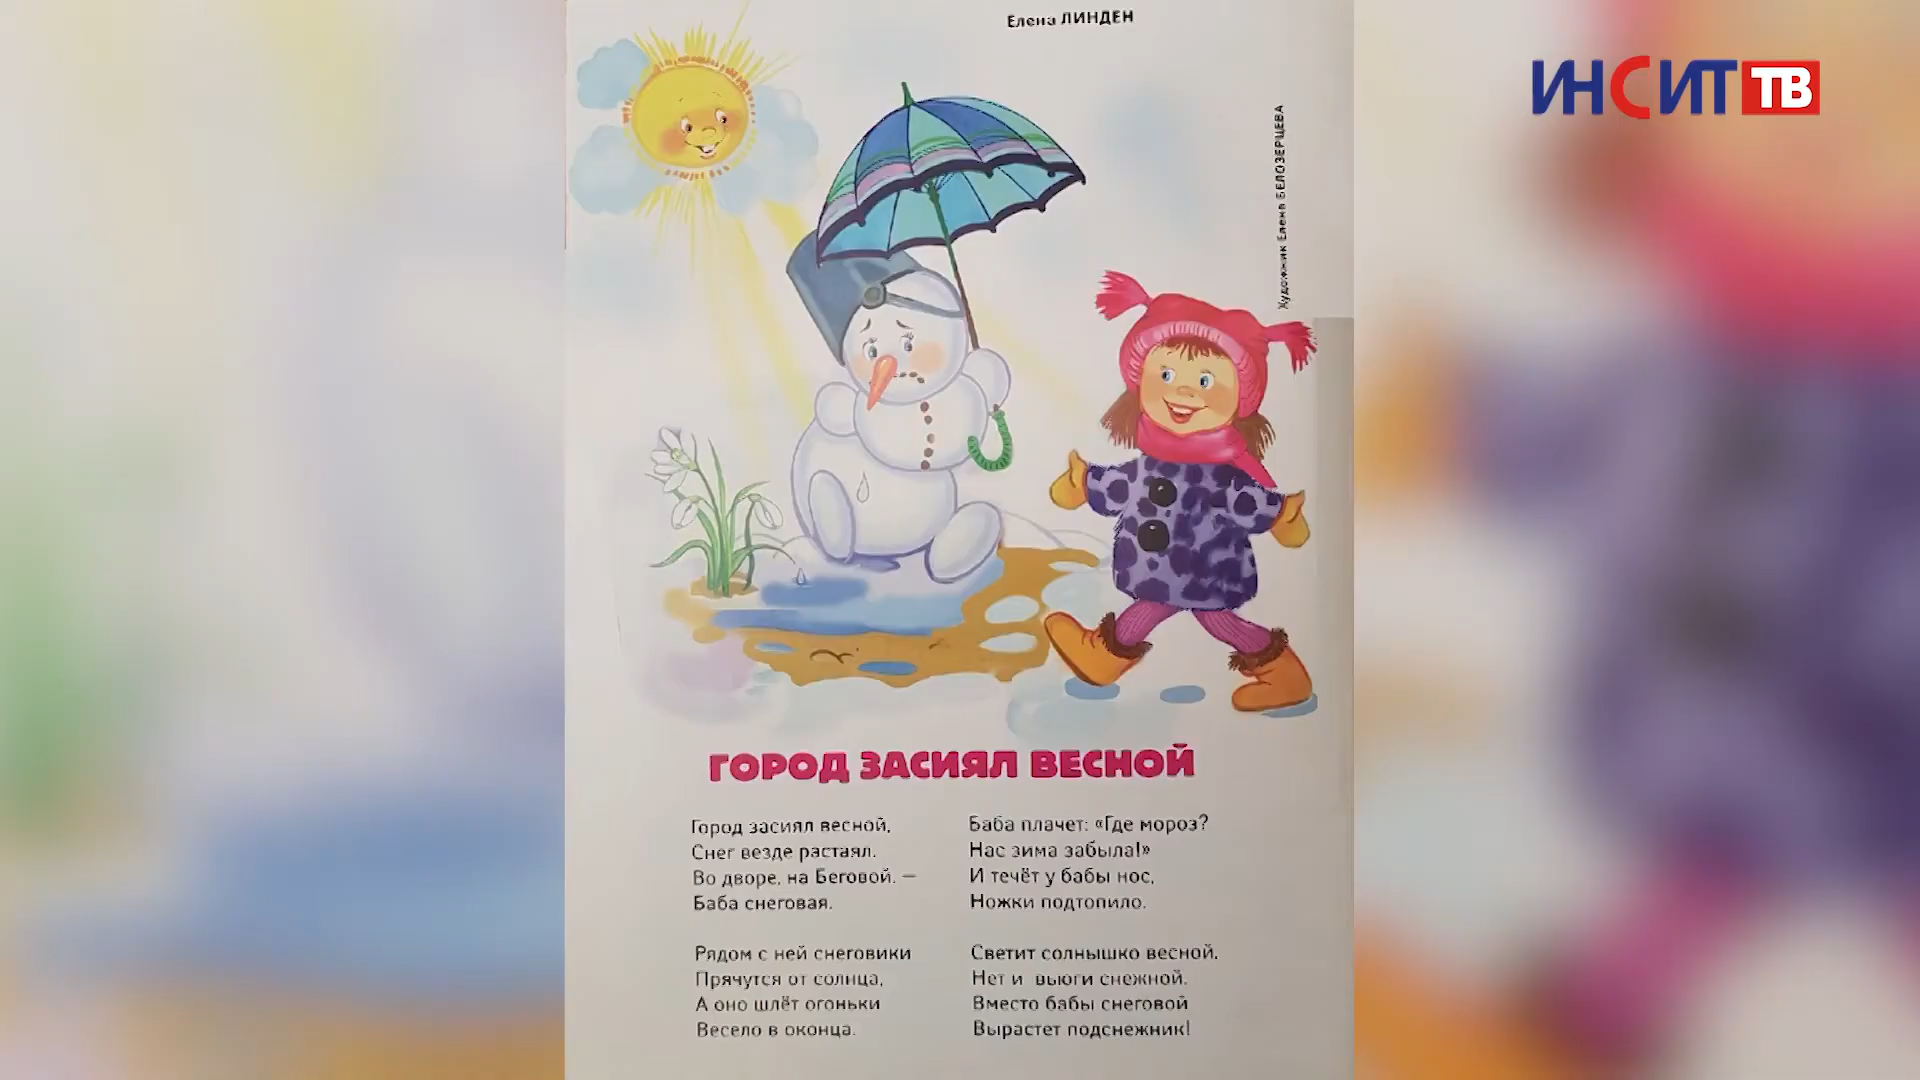 Елена ЛИНДЕН
ИНСИТ ТВ
Художник Елена БЕЛОЗЕРЦЕВА
ГОРОД ЗАСИЯЛ ВЕСНОЙ
Город засиял весной,
Снег везде растаял.
Во дворе, на Беговой, —
Баба снеговая.
Рядом с ней снеговики
Прячутся от солнца,
А оно шлёт огоньки
Весело в оконца.
Баба плачет: «Где мороз?
Нас зима забыла!»
И течёт у бабы нос,
Ножки подтопило.
Светит солнышко весной,
Нет и вьюги снежной.
Вместо бабы снеговой
Вырастет подснежник!